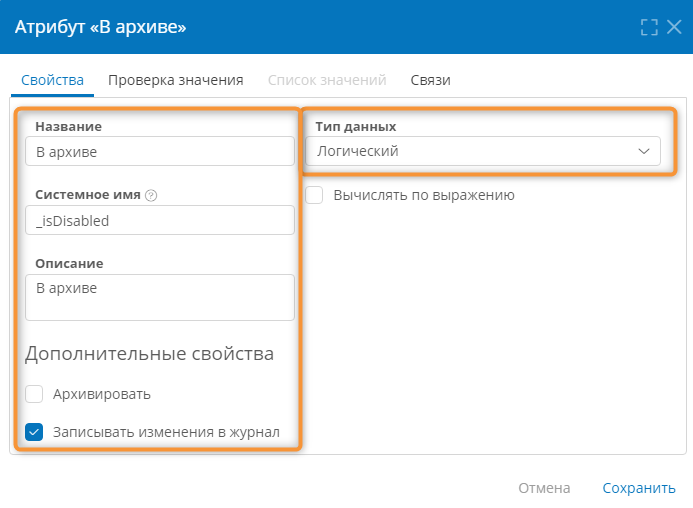 Атрибут «В архиве»
Свойства Проверка значения Список значений Связи
Название
В архиве
Системное имя ?
_isDisabled
Описание
В архиве
Дополнительные свойства
Архивировать
Записывать изменения в журнал
Тип данных
Логический
Вычислять по выражению
Отмена Сохранить